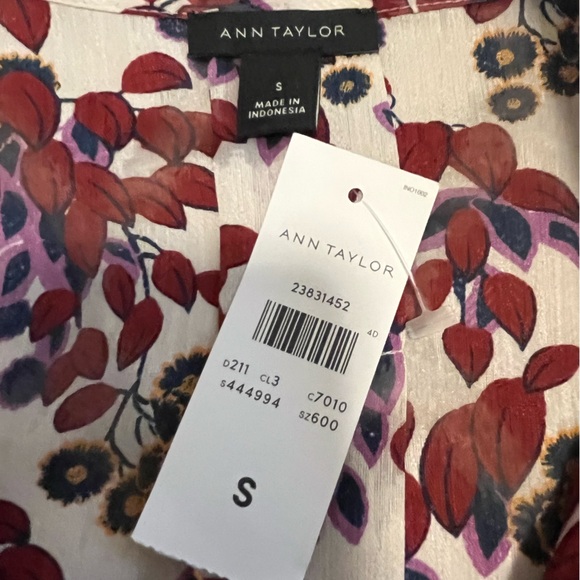 ANN TAYLOR
S
MADE IN
INDONESIA
ANN TAYLOR
23831452
4D
D211 CL3 C7010
S444994 SZ600
S